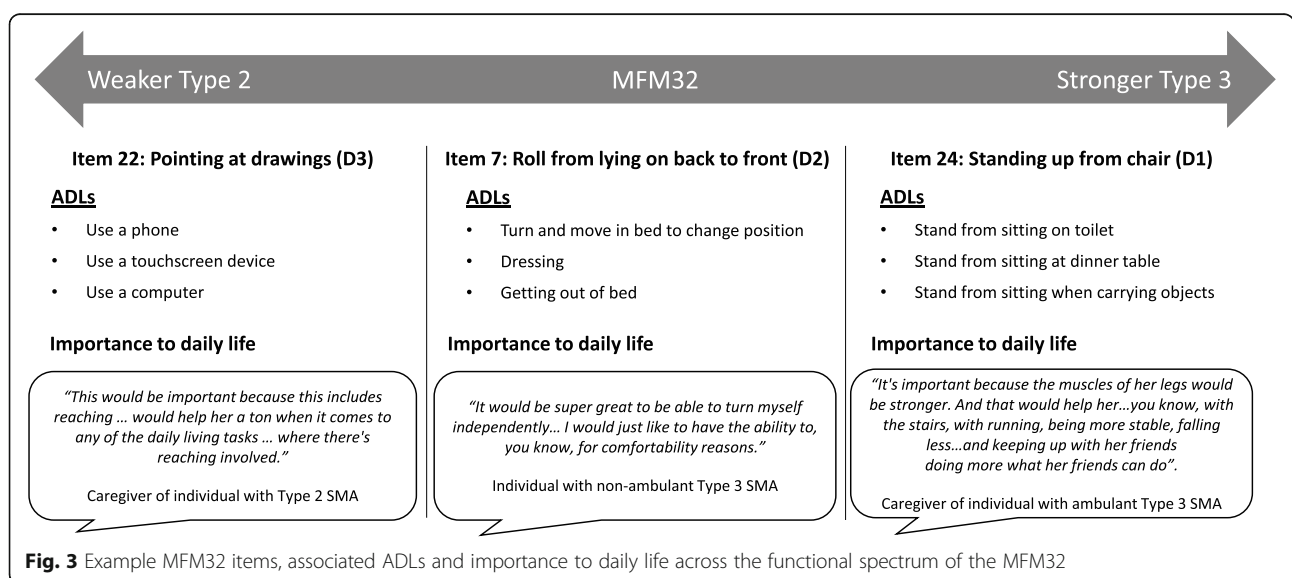 Weaker Type 2
MFM32
Stronger Type 3
Item 22: Pointing at drawings (D3)
ADLs
• Use a phone
• Use a touchscreen device
• Use a computer
Importance to daily life
“This would be important because this includes
reaching ... would help her a ton when it comes to
any of the daily living tasks ... where there's
reaching involved.”
Caregiver of individual with Type 2 SMA
Item 7: Roll from lying on back to front (D2)
ADLs
• Turn and move in bed to change position
• Dressing
• Getting out of bed
Importance to daily life
“It would be super great to be able to turn myself
independently... I would just like to have the ability to,
you know, for comfortability reasons.”
Individual with non-ambulant Type 3 SMA
Item 24: Standing up from chair (D1)
ADLs
• Stand from sitting on toilet
• Stand from sitting at dinner table
• Stand from sitting when carrying objects
Importance to daily life
“It's important because the muscles of her legs would
be stronger. And that would help her...you know, with
the stairs, with running, being more stable, falling
less...and keeping up with her friends
doing more what her friends can do”.
Caregiver of individual with ambulant Type 3 SMA
Fig. 3 Example MFM32 items, associated ADLs and importance to daily life across the functional spectrum of the MFM32